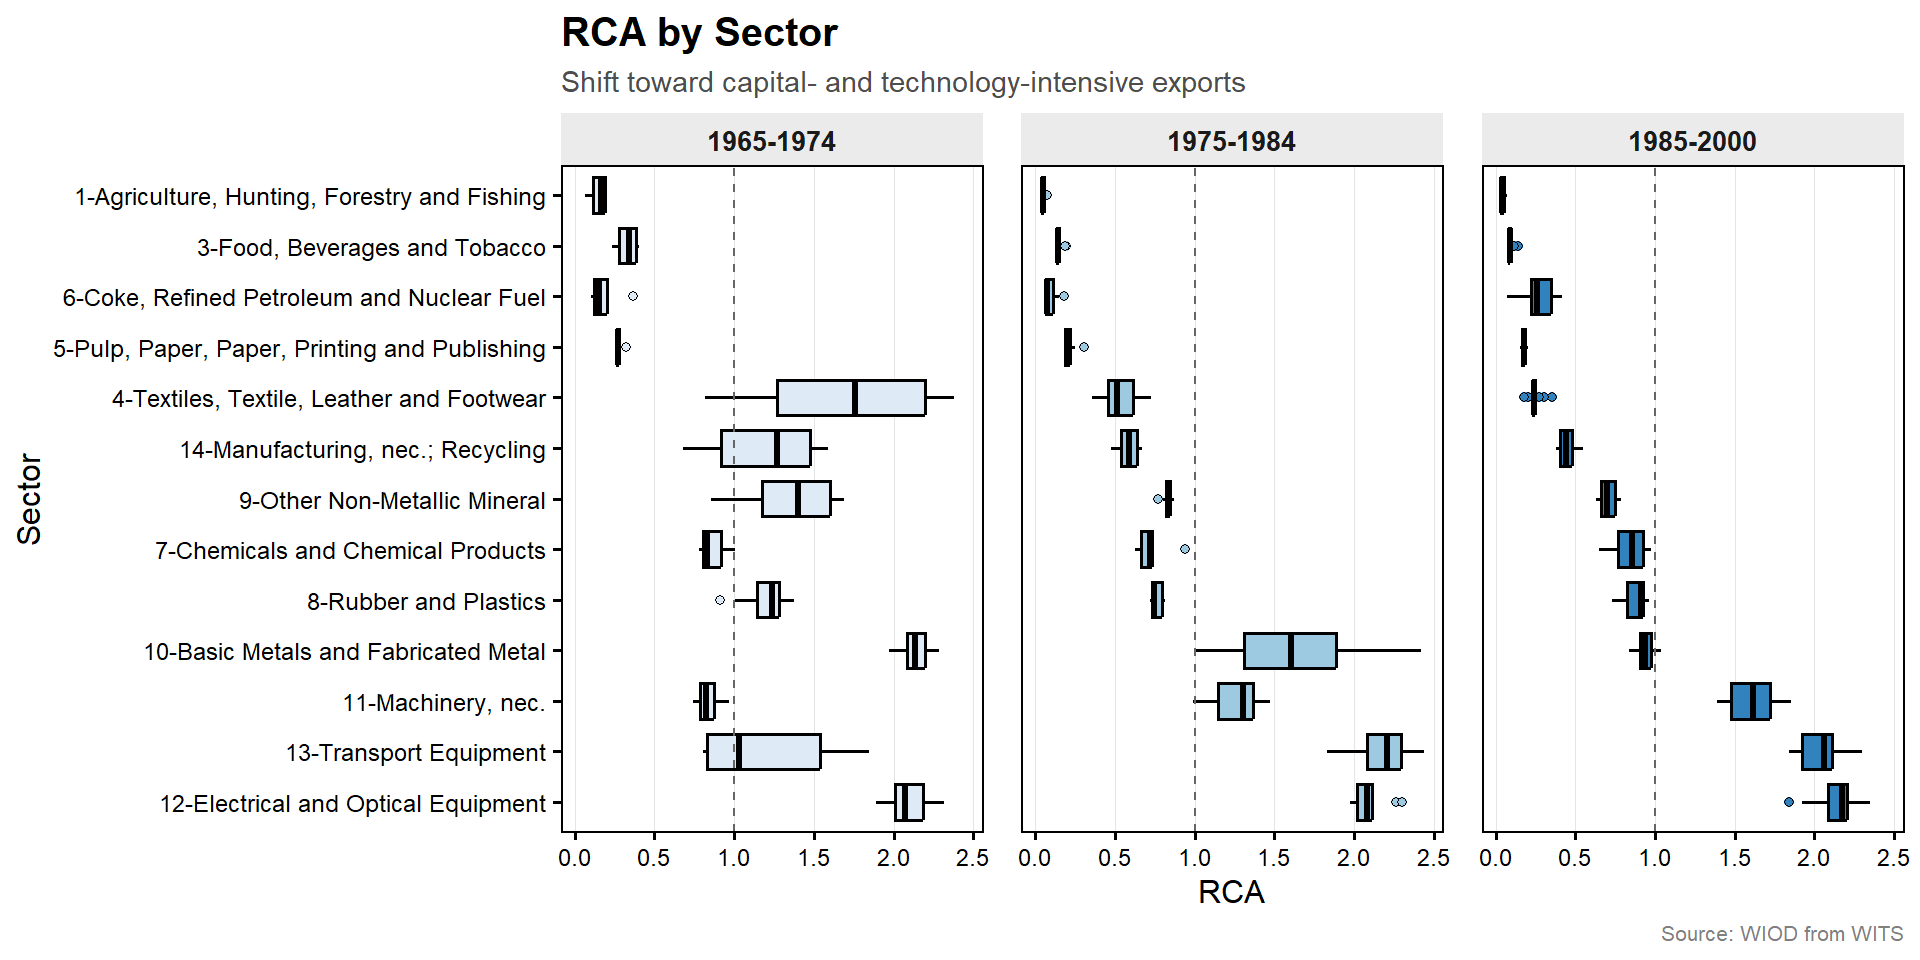 RCA by Sector
Shift toward capital- and technology-intensive exports
1965-1974
1975-1984
1985-2000
Sector
1-Agriculture, Hunting, Forestry and Fishing
3-Food, Beverages and Tobacco
6-Coke, Refined Petroleum and Nuclear Fuel
5-Pulp, Paper, Paper, Printing and Publishing
4-Textiles, Textile, Leather and Footwear
14-Manufacturing, nec.; Recycling
9-Other Non-Metallic Mineral
7-Chemicals and Chemical Products
8-Rubber and Plastics
10-Basic Metals and Fabricated Metal
11-Machinery, nec.
13-Transport Equipment
12-Electrical and Optical Equipment
0.0 0.5 1.0 1.5 2.0 2.5
0.0 0.5 1.0 1.5 2.0 2.5
0.0 0.5 1.0 1.5 2.0 2.5
RCA
Source: WIOD from WITS